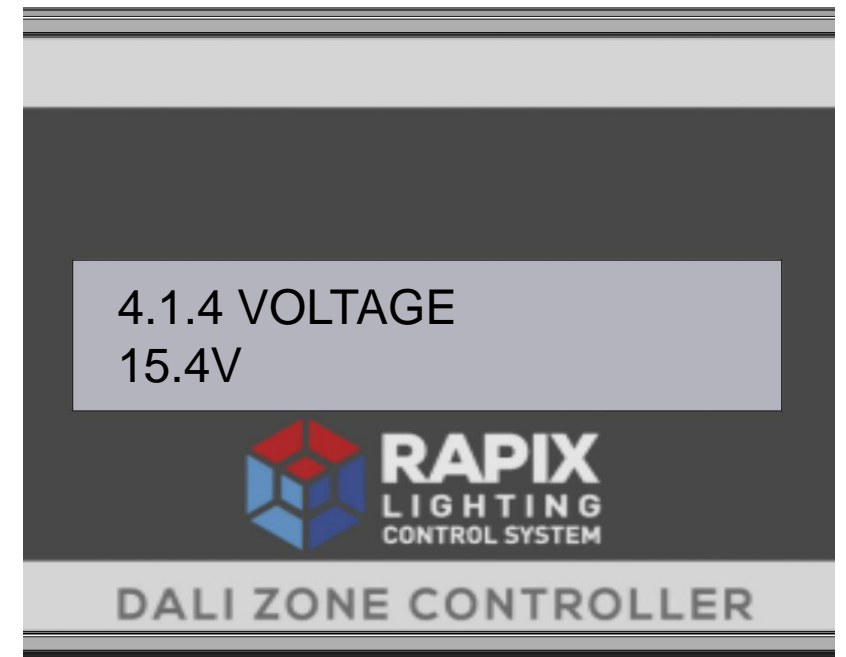 4.1.4 VOLTAGE
15.4V
RAPIX
LIGHTING
CONTROL SYSTEM
DALI ZONE CONTROLLER